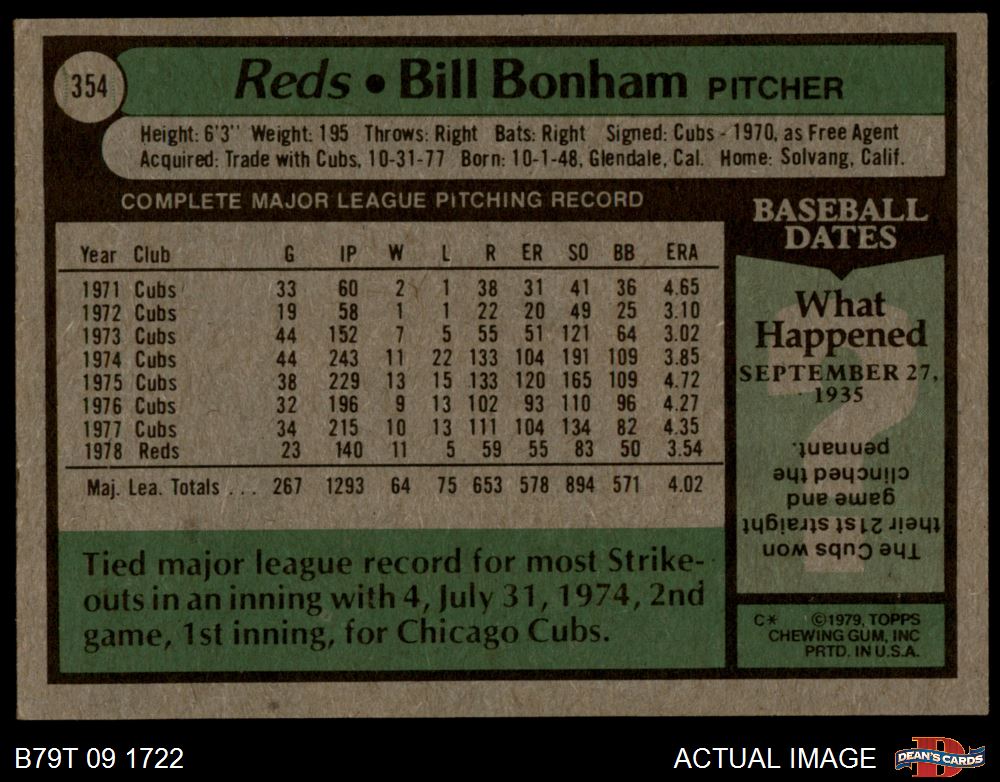 354
Reds • Bill Bonham PITCHER
Height: 6'3" Weight: 195 Throws: Right Bats: Right Signed: Cubs - 1970, as Free Agent
Acquired: Trade with Cubs, 10-31-77 Born: 10-1-48, Glendale, Cal. Home: Solvang, Calif.
COMPLETE MAJOR LEAGUE PITCHING RECORD
Year Club G IP W L R ER SO BB ERA
1971 Cubs 33 60 2 1 38 31 41 36 4.65
1972 Cubs 19 58 1 1 22 20 49 25 3.10
1973 Cubs 44 152 7 5 55 51 121 64 3.02
1974 Cubs 44 243 11 22 133 104 191 109 3.85
1975 Cubs 38 229 13 15 133 120 165 109 4.72
1976 Cubs 32 196 9 13 102 93 110 96 4.27
1977 Cubs 34 215 10 13 111 104 134 82 4.35
1978 Reds 23 140 11 5 59 55 83 50 3.54
Maj. Lea. Totals . . . 267 1293 64 75 653 578 894 571 4.02
Tied major league record for most Strike-
outs in an inning with 4, July 31, 1974, 2nd
game, 1st inning, for Chicago Cubs.
BASEBALL
DATES
What
Happened
SEPTEMBER 27,
1935
The Cubs won
their 21st straight
game and
clinched the
pennant.
C* ©1979, TOPPS
CHEWING GUM, INC
PRTD. IN U.S.A.
B79T 09 1722
ACTUAL IMAGE
D
DEAN'S CARDS